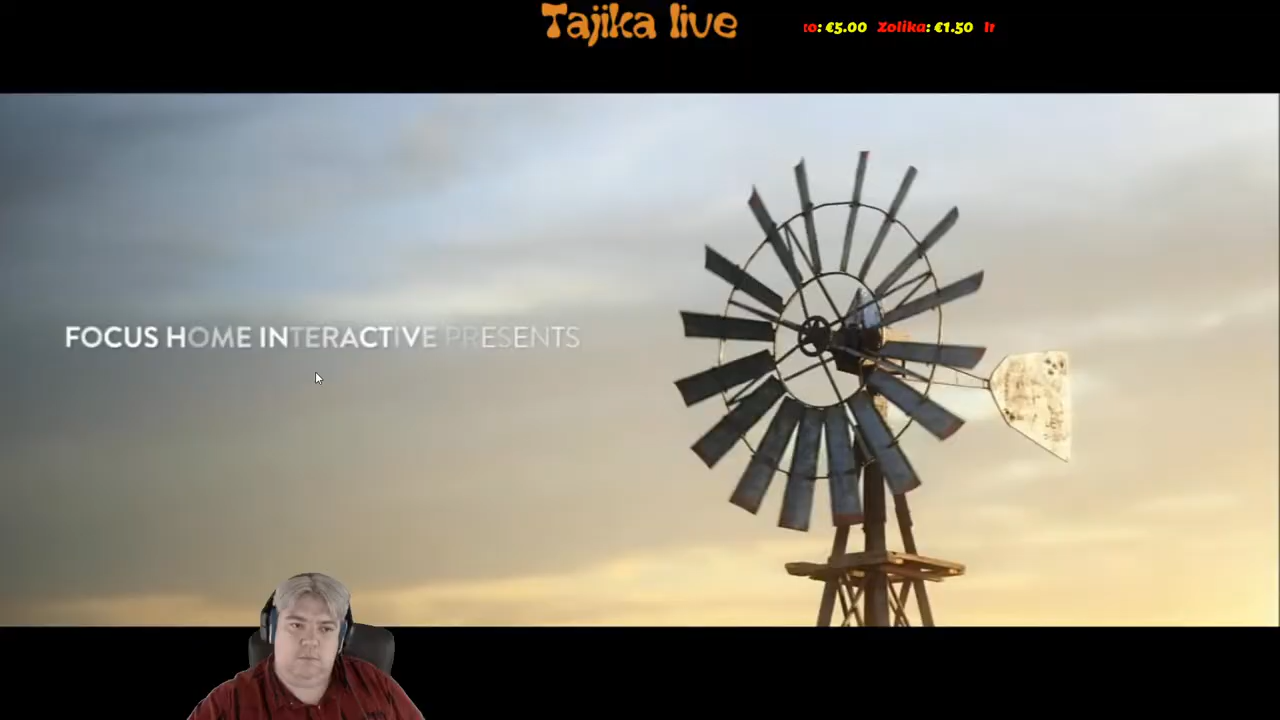 Tajika live
: €5.00 Zolika: €1.50
FOCUS HOME INTERACTIVE PRESENTS